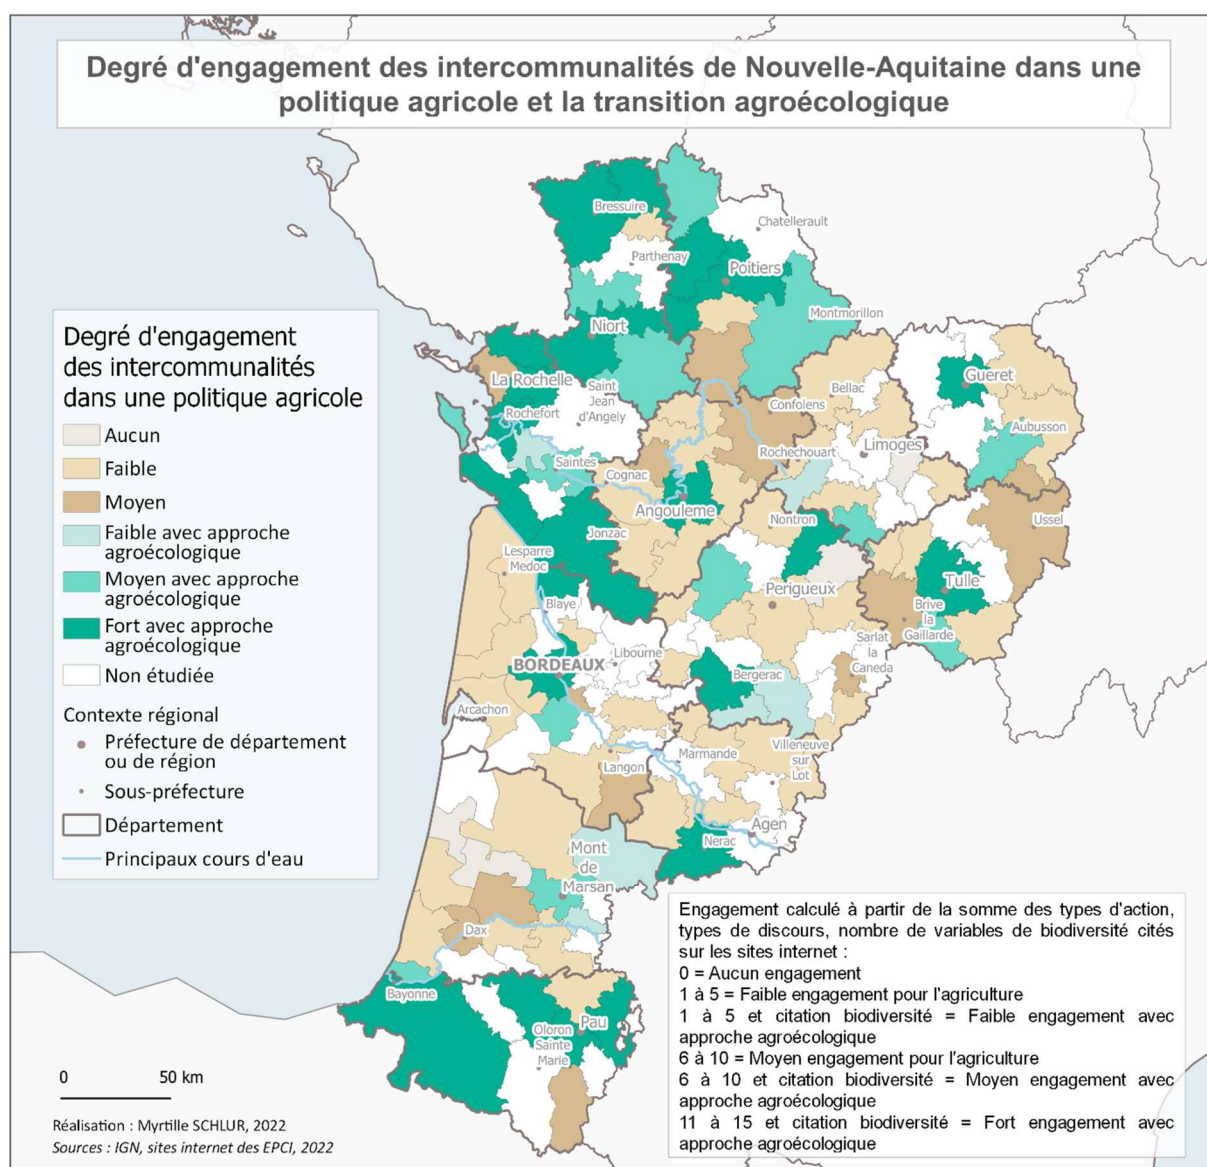 Degré d'engagement des intercommunalités de Nouvelle-Aquitaine dans une
politique agricole et la transition agroécologique
Bressuire
Chatellerault
Parthenay
Poitiers
Montmorillon
Niort
La Rochelle
Saint
Jean
d'Angely
Rochefort
Saintes
Cognac
Angouleme
Jonzac
Confolens
Bellac
Rochechouart
Limoges
Gueret
Aubusson
Ussel
Nontron
Tulle
Brive
la
Gaillarde
Perigueux
Sarlat
la
Caneda
Lesparre
Medoc
Blaye
BORDEAUX
Libourne
Bergerac
Arcachon
Langon
Marmande
Villeneuve
sur
Lot
Agen
Nerac
Mont
de
Marsan
Dax
Bayonne
Pau
Oloron
Sainte
Marie
Degré d'engagement
des intercommunalités
dans une politique agricole
Aucun
Faible
Moyen
Faible avec approche
agroécologique
Moyen avec approche
agroécologique
Fort avec approche
agroécologique
Non étudiée
Contexte régional
Préfecture de département
ou de région
Sous-préfecture
Département
Principaux cours d'eau
Engagement calculé à partir de la somme des types d'action,
types de discours, nombre de variables de biodiversité cités
sur les sites internet :
0 = Aucun engagement
1 à 5 = Faible engagement pour l'agriculture
1 à 5 et citation biodiversité = Faible engagement avec
approche agroécologique
6 à 10 = Moyen engagement pour l'agriculture
6 à 10 et citation biodiversité = Moyen engagement avec
approche agroécologique
11 à 15 et citation biodiversité = Fort engagement avec
approche agroécologique
0 50 km
Réalisation : Myrtille SCHLUR, 2022
Sources : IGN, sites internet des EPCI, 2022